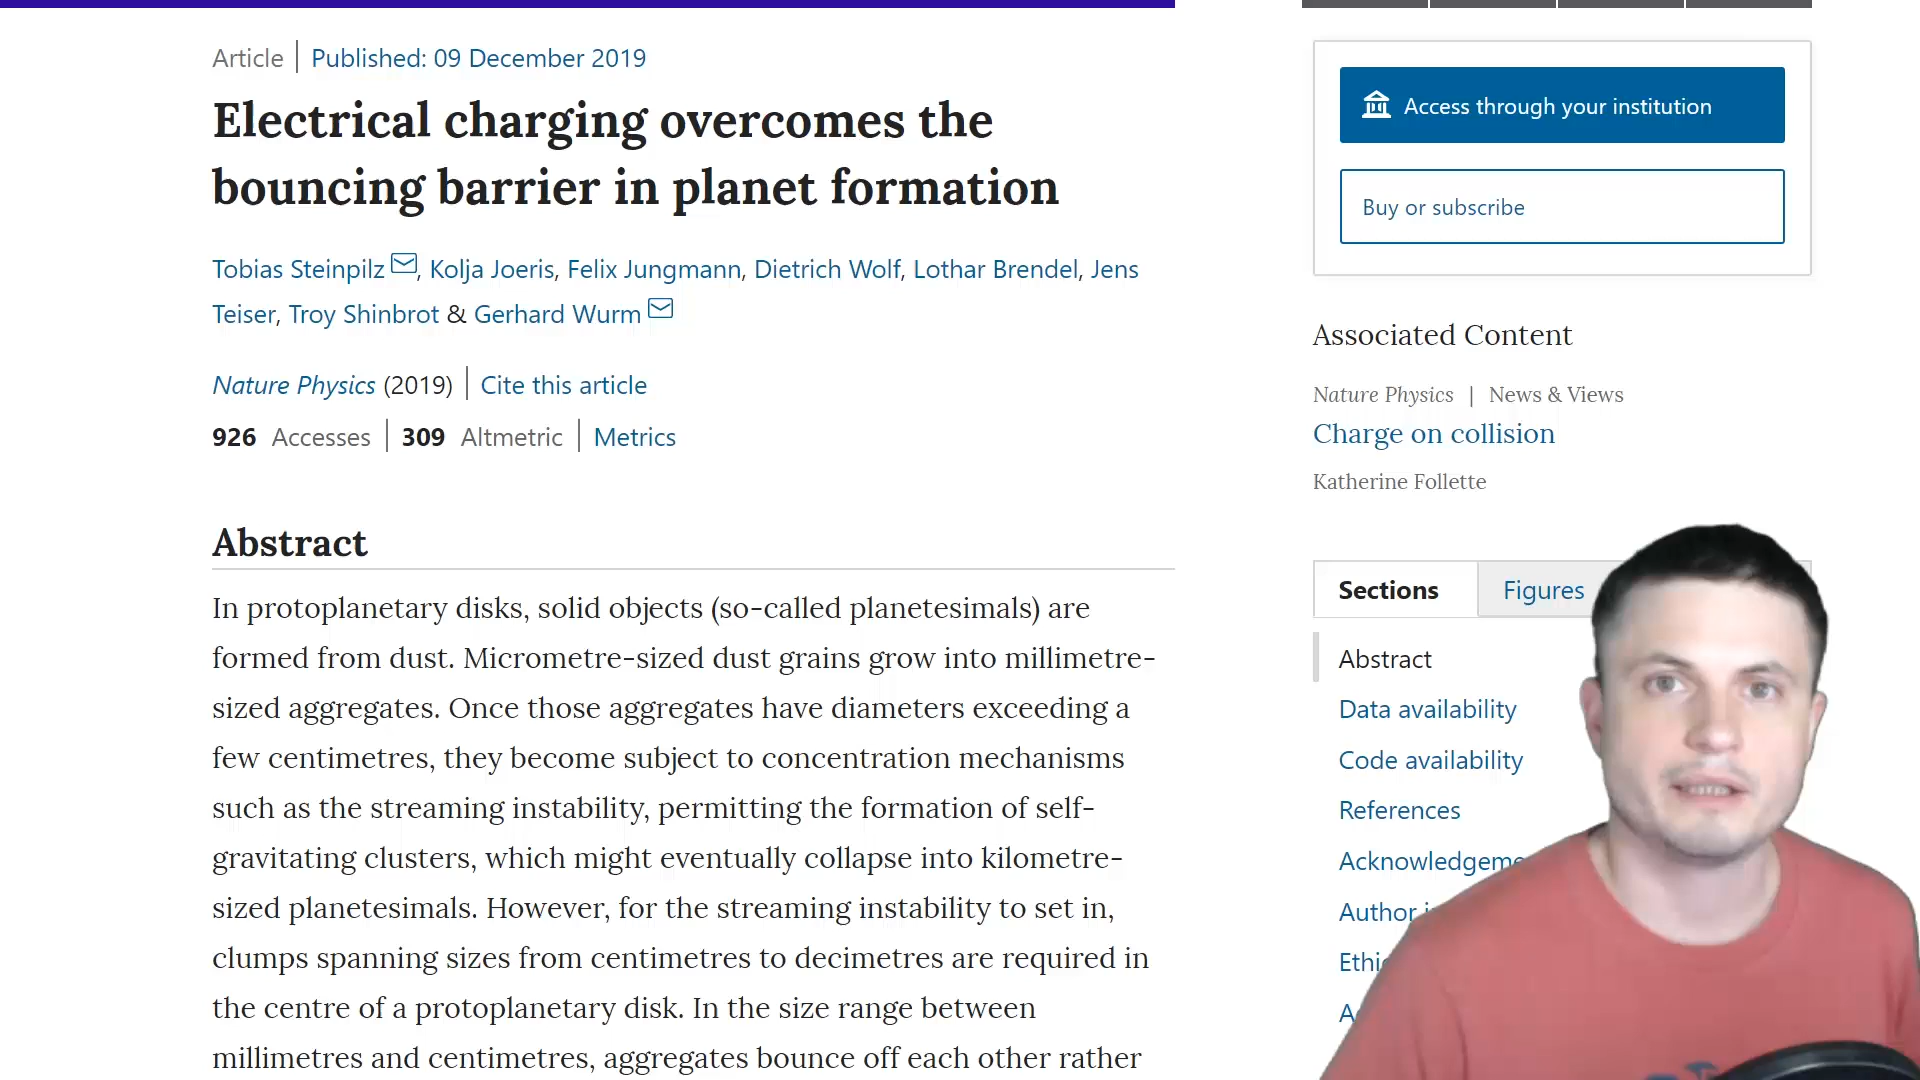 Article | Published: 09 December 2019
Electrical charging overcomes the
bouncing barrier in planet formation
Tobias Steinpilz, Kolja Joeris, Felix Jungmann, Dietrich Wolf, Lothar Brendel, Jens
Teiser, Troy Shinbrot & Gerhard Wurm
Nature Physics (2019) | Cite this article
926 Accesses | 309 Altmetric | Metrics
Abstract
In protoplanetary disks, solid objects (so-called planetesimals) are
formed from dust. Micrometre-sized dust grains grow into millimetre-
sized aggregates. Once those aggregates have diameters exceeding a
few centimetres, they become subject to concentration mechanisms
such as the streaming instability, permitting the formation of self-
gravitating clusters, which might eventually collapse into kilometre-
sized planetesimals. However, for the streaming instability to set in,
clumps spanning sizes from centimetres to decimetres are required in
the centre of a protoplanetary disk. In the size range between
millimetres and centimetres, aggregates bounce off each other rather
Access through your institution
Buy or subscribe
Associated Content
Nature Physics | News & Views
Charge on collision
Katherine Follette
Sections
Figures
Abstract
Data availability
Code availability
References
Acknowledgeme
Author